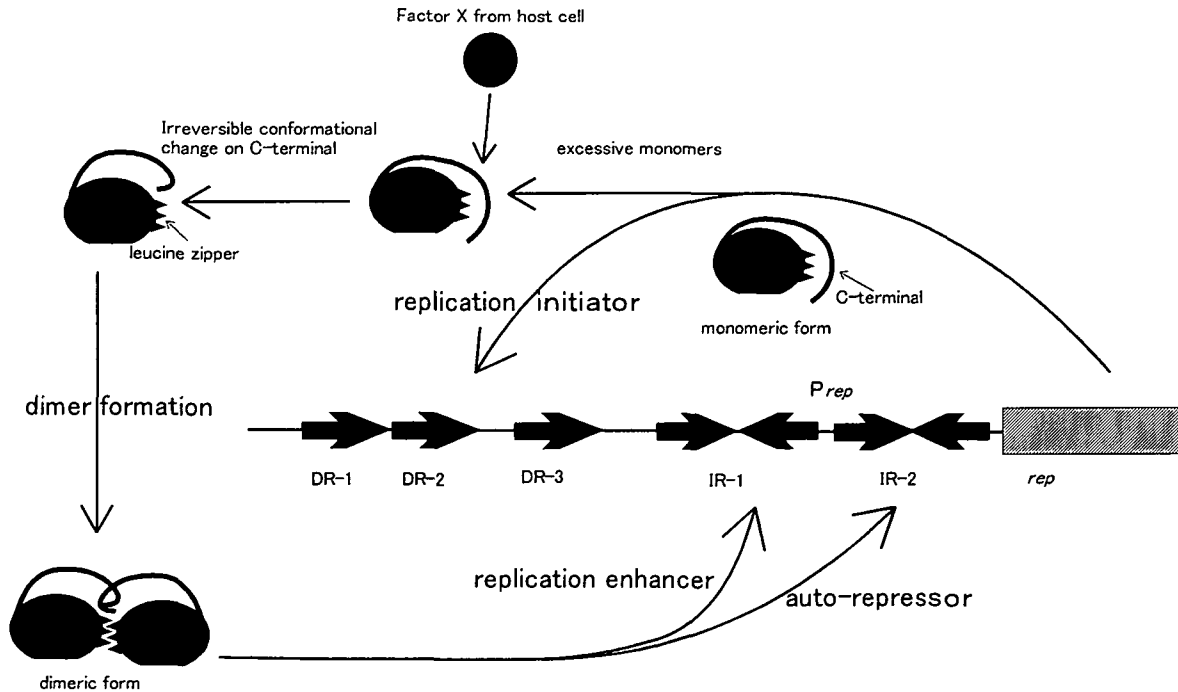 Factor X from host cell
Irreversible conformational
change on C-terminal
excessive monomers
leucine zipper
C-terminal
replication initiator
monomeric form
dimer formation
Prep
DR-1
DR-2
DR-3
IR-1
IR-2
rep
replication enhancer
auto-repressor
dimeric form